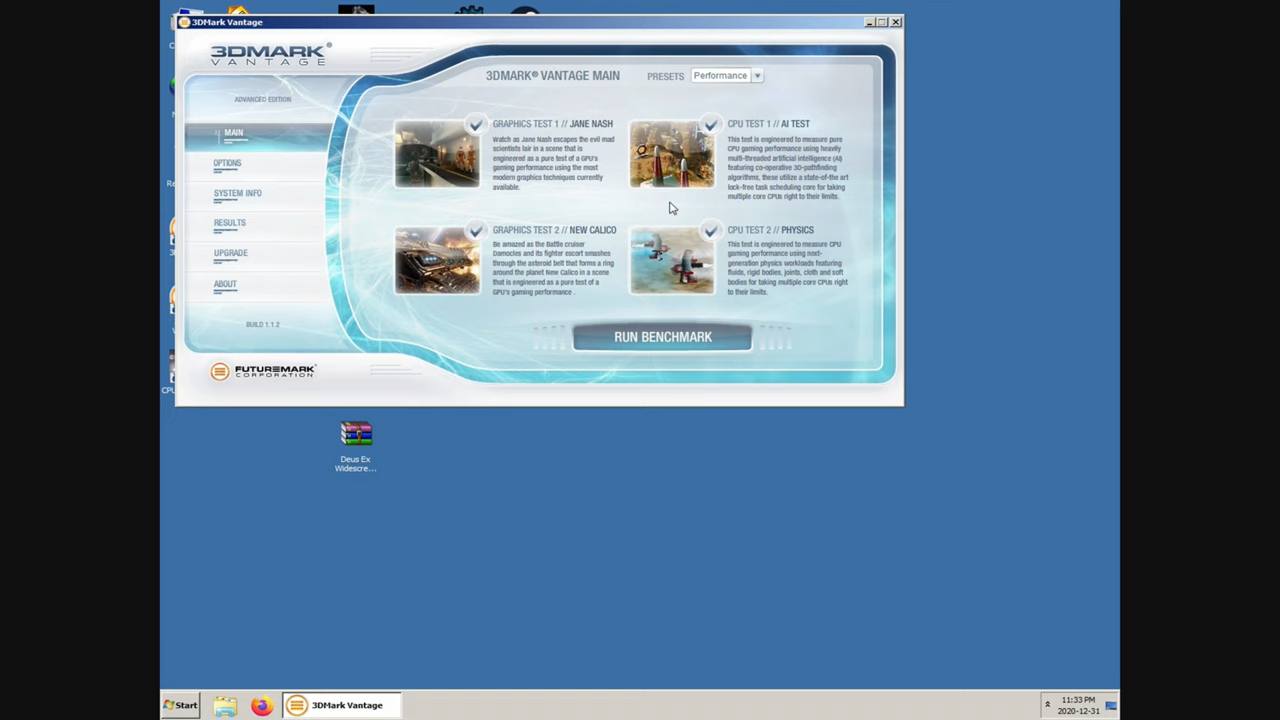 3DMark Vantage
3DMARK®
VANTAGE
ADVANCED EDITION
MAIN
OPTIONS
SYSTEM INFO
RESULTS
UPGRADE
ABOUT
BUILD 1.1.2
FUTUREMARK®
CORPORATION
3DMARK® VANTAGE MAIN
PRESETS
Performance
GRAPHICS TEST 1 // JANE NASH
Watch as Jane Nash escapes the evil mad
scientists lair in a scene that is
engineered as a pure test of a GPU's
gaming performance using the most
modern graphics techniques currently
available.
CPU TEST 1 // AI TEST
This test is engineered to measure pure
CPU gaming performance using heavily
multi-threaded artificial intelligence (AI)
featuring co-operative 3D-pathfinding
algorithms, these utilize a state-of-the art
lock-free task scheduling core for taking
multiple core CPUs right to their limits.
GRAPHICS TEST 2 // NEW CALICO
Be amazed as the Battle cruiser
Damocles and its fighter escort smashes
through the asteroid belt that forms a ring
around the planet New Calico in a scene
that is engineered as a pure test of a
GPU's gaming performance .
CPU TEST 2 // PHYSICS
This test is engineered to measure CPU
gaming performance using next-
generation physics workloads featuring
fluid, rigid bodies, joints, cloth and soft
bodies for taking multiple core CPUs right
to their limits.
RUN BENCHMARK
CPU
Deus Ex
Widescre...
Start
3DMark Vantage
11:33 PM
2020-12-31